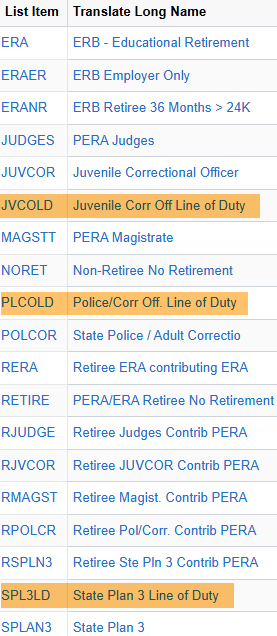 List Item Translate Long Name
ERA ERB - Educational Retirement
ERAER ERB Employer Only
ERANR ERB Retiree 36 Months > 24K
JUDGES PERA Judges
JUVCOR Juvenile Correctional Officer
JVCOLD Juvenile Corr Off Line of Duty
MAGSTT PERA Magistrate
NORET Non-Retiree No Retirement
PLCOLD Police/Corr Off. Line of Duty
POLCOR State Police / Adult Correctio
RERA Retiree ERA contributing ERA
RETIRE PERA/ERA Retiree No Retirement
RJUDGE Retiree Judges Contrib PERA
RJVCOR Retiree JUVCOR Contrib PERA
RMAGST Retiree Magist. Contrib PERA
RPOLCR Retiree Pol/Corr. Contrib PERA
RSPLN3 Retiree Ste Pln 3 Contrib PERA
SPL3LD State Plan 3 Line of Duty
SPLAN3 State Plan 3